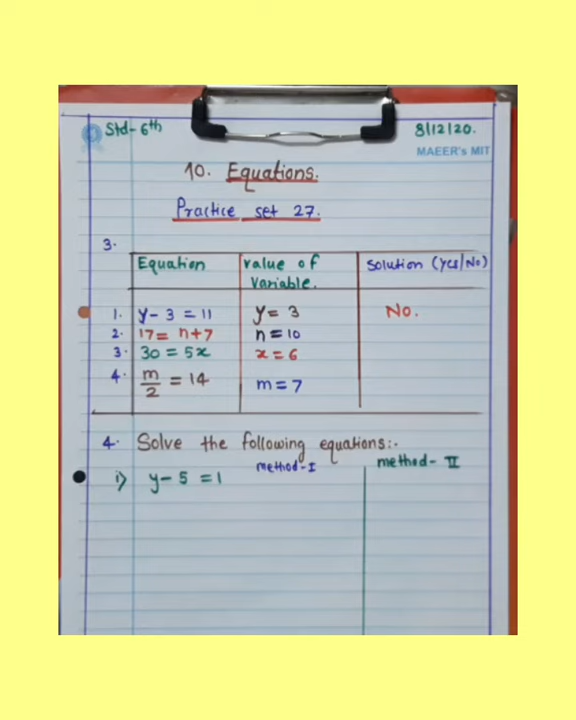 Std- 6th 8/12/20.
MAEER's MIT
10. Equations.
Practice set 27.
3.
Equation value of Variable. Solution (Yes/No)
1. y- 3 = 11 y= 3 No.
2. 17= n+7 n=10
3. 30 = 5x x=6
4. m/2 = 14 m=7
4. Solve the following equations:-
method-I method- II
i) y- 5 =1